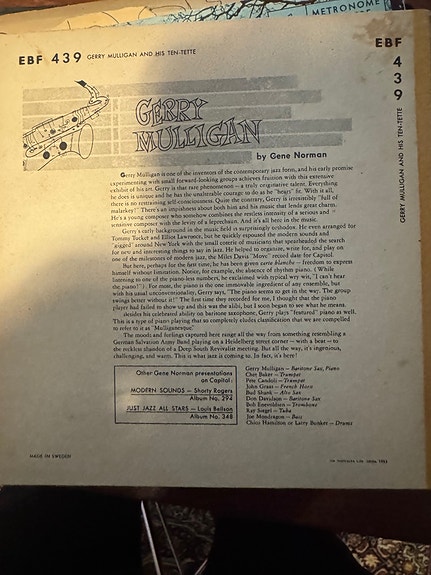 METRONOME
EBF 439 GERRY MULLIGAN AND HIS TEN-TETTE
EBF
4
3
9
GERRY MULLIGAN AND HIS TEN-TETTE
GERRY
MULLIGAN
by Gene Norman
Gerry Mulligan is one of the inventors of the contemporary jazz form, and his early promise
experimenting with small forward-looking groups achieves fruition with this extensive
exhibit of his art. Gerry is that rare phenomenon — a truly original talent. Everything
he does is unique and he has the unalterable courage to do as he "hears" fit. With it all,
there is no restraining self-consciousness. Quite the contrary, Gerry is irresistibly "full of
malarkey!" There's an impishness about both him and his music that lends great charm.
He's a young composer who somehow combines the restless intensity of a serious and
sensitive composer with the levity of a leprechaun. And it's all here in the music.
Gerry's early background in the music field is surprisingly orthodox. He even arranged for
Tommy Tucker and Elliot Lawrence, but he quickly espoused the modern sounds and
"gigged" around New York with the small coterie of musicians that spearheaded the search
for new and interesting things to say in jazz. He helped to organize, write for, and play on
one of the milestones of modern jazz, the Miles Davis "Move" record date for Capitol.
But here, perhaps for the first time, he has been given carte blanche — freedom to express
himself without limitation. Notice, for example, the absence of rhythm piano. (While
listening to one of the piano-less numbers, he exclaimed with typical wry wit, "I can't hear
the piano!") For most, the piano is the one immovable ingredient of any ensemble, but
with his usual unconventionality, Gerry says, "The piano seems to get in the way. The group
swings better without it!" The first time they recorded for me, I thought that the piano
player had failed to show up and this was the alibi, but soon began to see what he meant.
Besides his celebrated ability on baritone saxophone, Gerry plays "featured" piano as well.
This is a type of piano playing that so completely eludes classification that we are compelled
to refer to it as "Mulliganesque"
The moods and feelings captured here range all the way from something resembling a
German Salvation Army Band playing on a Heidelberg street corner — with a beat — to
the reckless abandon of a Deep South Revivalist meeting. But all the way, it's ingenious,
challenging, and warm. This is what jazz is coming to. In fact, it's here!
Other Gene Norman presentations
on Capitol:
MODERN SOUNDS — Shorty Rogers
Album No. 294
JUST JAZZ ALL STARS — Louis Bellson
Album No. 348
Gerry Mulligan — Baritone Sax, Piano
Chet Baker — Trumpet
Pete Candoli — Trumpet
John Graas — French Horn
Bud Shank — Alto Sax
Don Davidson — Baritone Sax
Bob Enevoldsen — Trombone
Ray Siegel — Tuba
Joe Mondragon — Bass
Chico Hamilton or Larry Bunker — Drums
MADE IN SWEDEN
1953